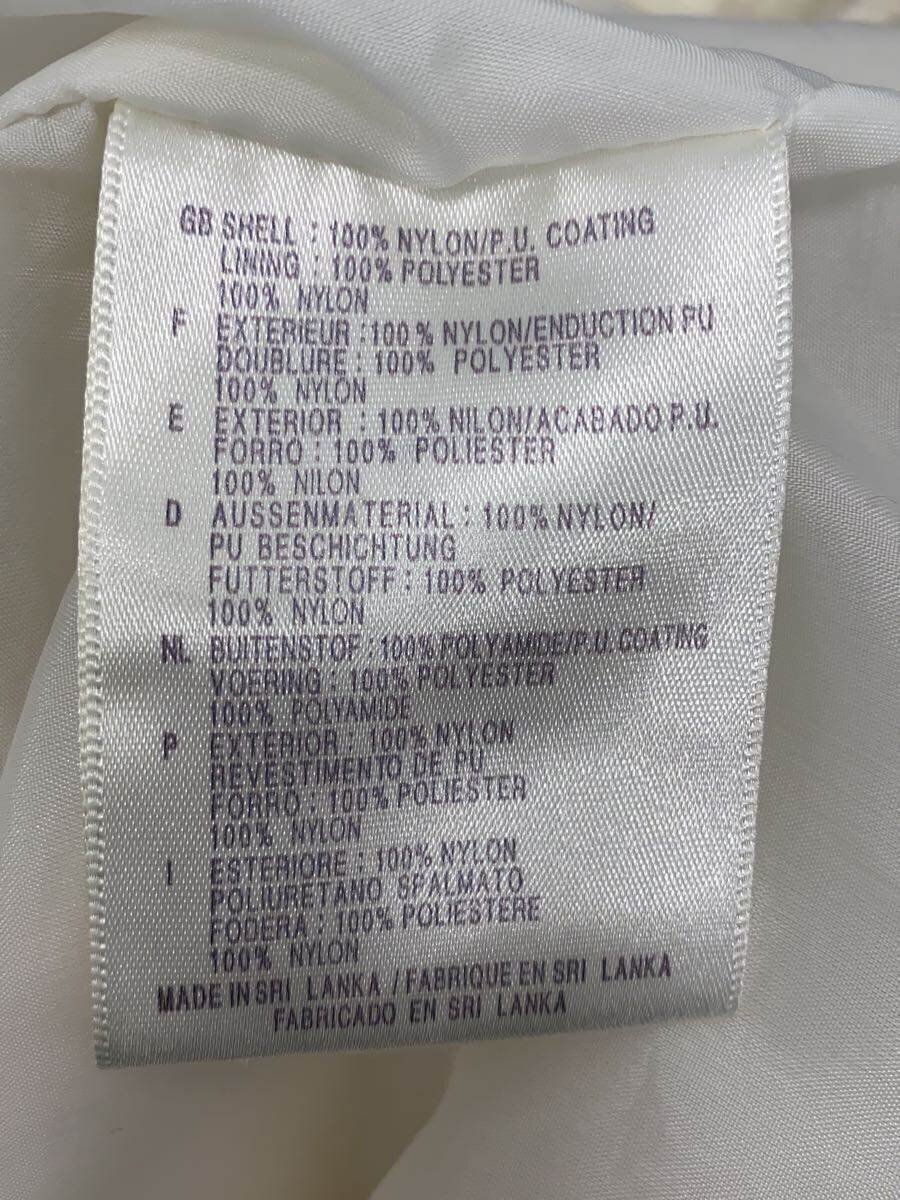 GB SHELL : 100% NYLON/P.U. COATING
LINING : 100% POLYESTER
100% NYLON
F EXTERIEUR :100 % NYLON/ENDUCTION PU
DOUBLURE : 100% POLYESTER
100% NYLON
E EXTERIOR : 100% NILON/ACABADO P.U.
FORRO : 100% POLIESTER
100% NILON
D AUSSENMATERIAL : 100% NYLON/
PU BESCHICHTUNG
FUTTERSTOFF : 100% POLYESTER
100% NYLON
NL BUITENSTOF : 100% POLYAMIDE/P.U. COATING
VOERING : 100% POLYESTER
100% POLYAMIDE
P EXTERIOR : 100% NYLON
REVESTIMENTO DE PU
FORRO : 100% POLIESTER
100% NYLON
I ESTERIORE : 100% NYLON
POLIURETANO SPALMATO
FODERA : 100% POLIESTERE
100% NYLON
MADE IN SRI LANKA / FABRIQUE EN SRI LANKA
FABRICADO EN SRI LANKA